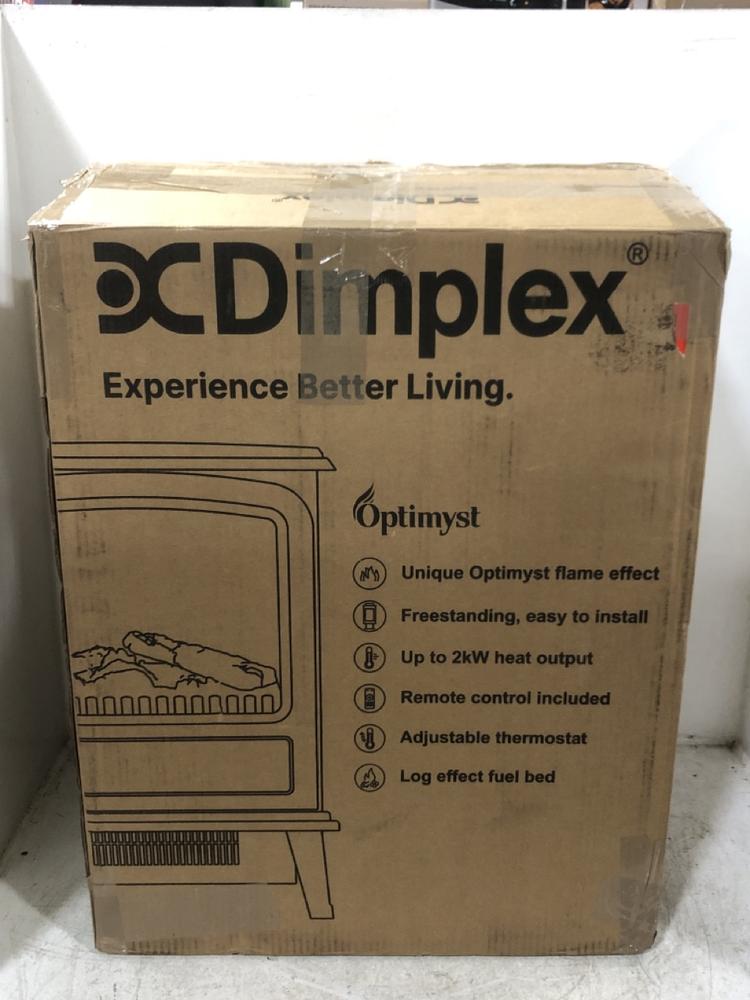 Dimplex®
Experience Better Living.
Optimyst
Unique Optimyst flame effect
Freestanding, easy to install
Up to 2kW heat output
Remote control included
Adjustable thermostat
Log effect fuel bed